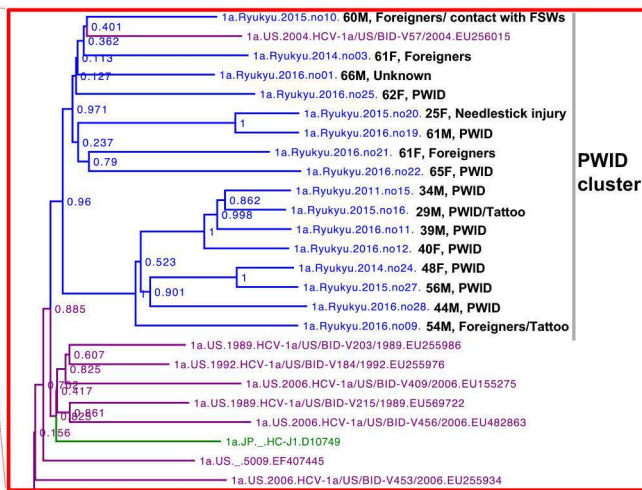 1a.Ryukyu.2015.no10. 60M, Foreigners/ contact with FSWs
0.401
1a.US.2004.HCV-1a/US/BID-V57/2004.EU256015
0.362
1a.Ryukyu.2014.no03. 61F, Foreigners
0.113
1a.Ryukyu.2016.no01. 66M, Unknown
0.127
1a.Ryukyu.2016.no25. 62F, PWID
0.971
1a.Ryukyu.2015.no20. 25F, Needlestick injury
1
1a.Ryukyu.2016.no19. 61M, PWID
0.237
1a.Ryukyu.2016.no21. 61F, Foreigners
0.79
1a.Ryukyu.2016.no22. 65F, PWID
PWID
cluster
0.96
1a.Ryukyu.2011.no15. 34M, PWID
0.862
1a.Ryukyu.2015.no16. 29M, PWID/Tattoo
0.998
1a.Ryukyu.2016.no11. 39M, PWID
1
1a.Ryukyu.2016.no12. 40F, PWID
0.523
1a.Ryukyu.2014.no24. 48F, PWID
1
1a.Ryukyu.2015.no27. 56M, PWID
0.901
1a.Ryukyu.2016.no28. 44M, PWID
0.885
1a.Ryukyu.2016.no09. 54M, Foreigners/Tattoo
1a.US.1989.HCV-1a/US/BID-V203/1989.EU255986
0.607
1a.US.1992.HCV-1a/US/BID-V184/1992.EU255976
0.825
1a.US.2006.HCV-1a/US/BID-V409/2006.EU155275
0.417
1a.US.1989.HCV-1a/US/BID-V215/1989.EU569722
0.861
1a.US.2006.HCV-1a/US/BID-V456/2006.EU482863
0.156
1a.JP._.HC-J1.D10749
1a.US._.5009.EF407445
1a.US.2006.HCV-1a/US/BID-V453/2006.EU255934